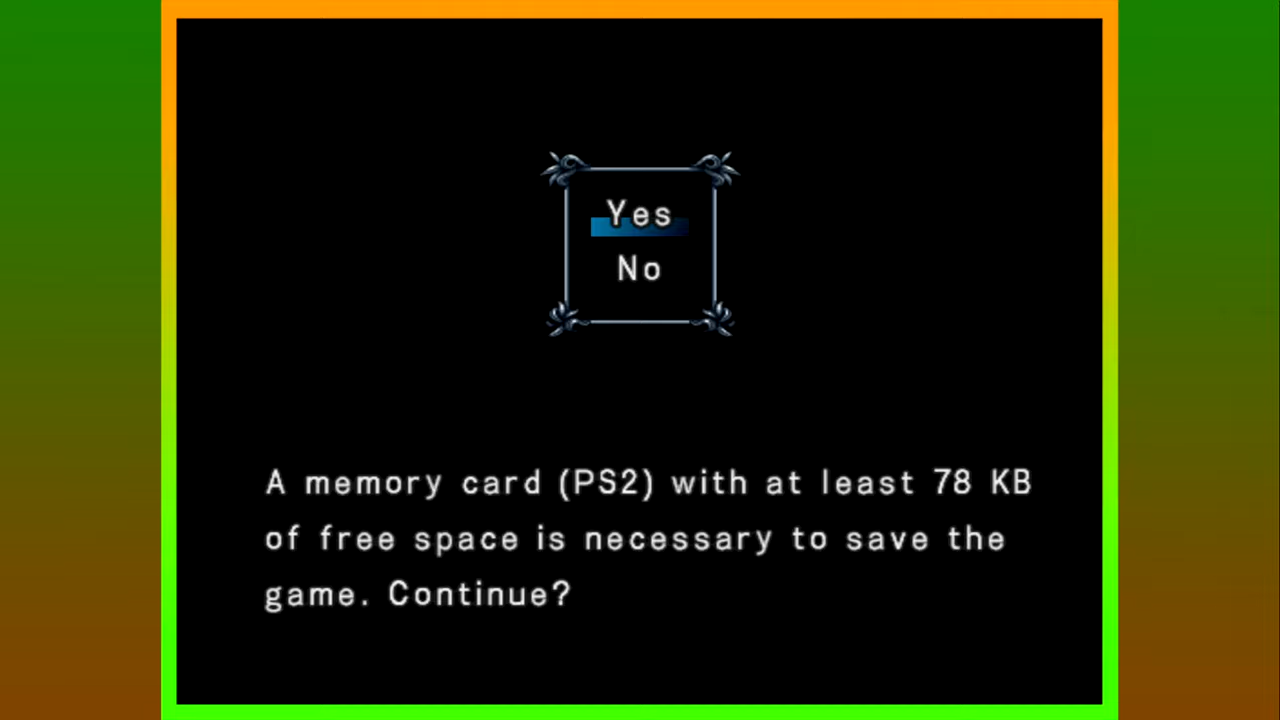 Yes
No
A memory card (PS2) with at least 78 KB
of free space is necessary to save the
game. Continue?